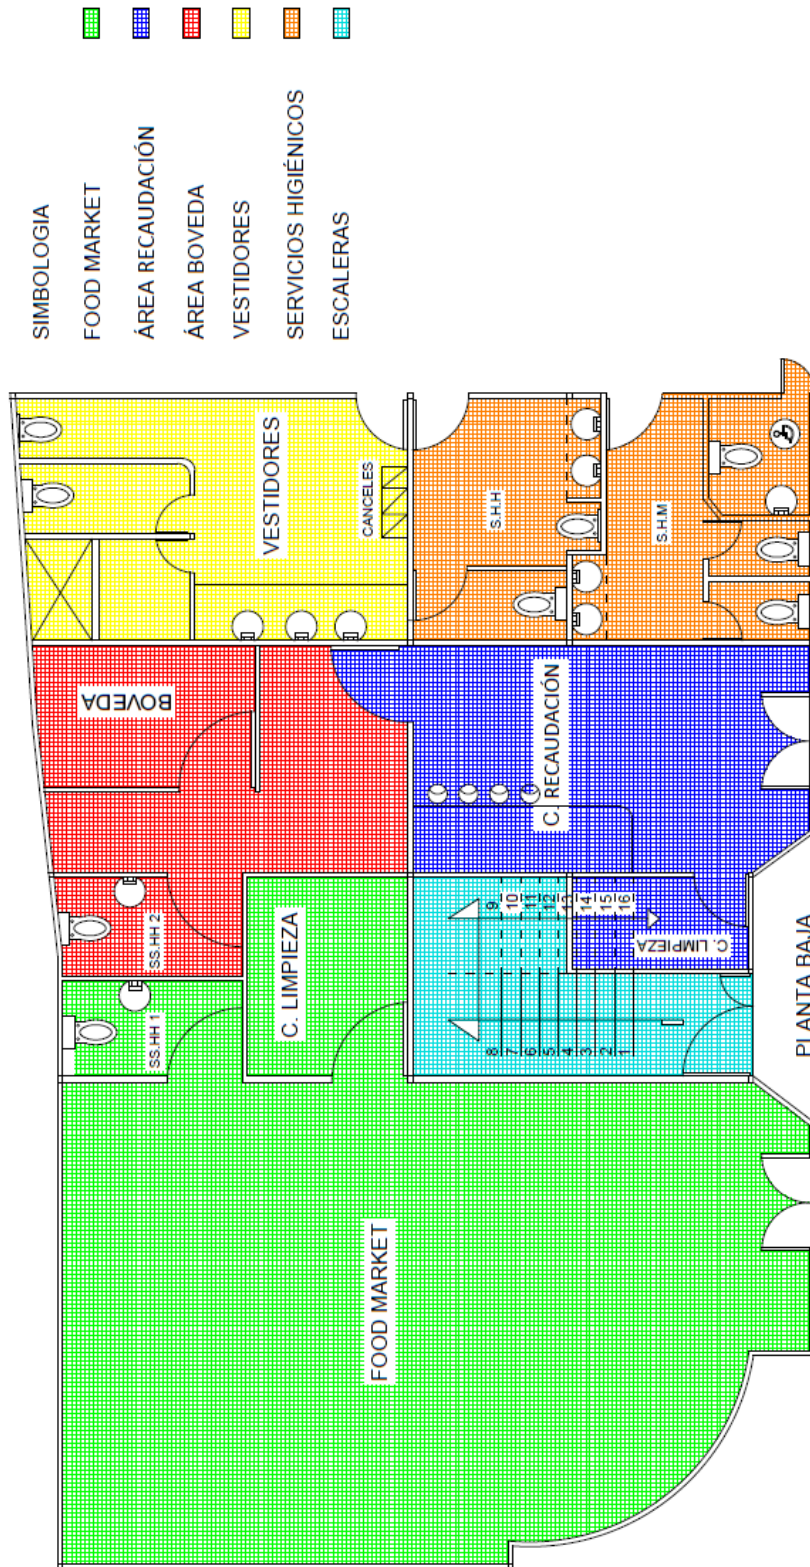 SIMBOLOGIA
FOOD MARKET
ÁREA RECAUDACIÓN
ÁREA BOVEDA
VESTIDORES
SERVICIOS HIGIÉNICOS
ESCALERAS
FOOD MARKET
SS.HH 1
SS.HH 2
C. LIMPIEZA
BOVEDA
VESTIDORES
CANCELES
8
7
6
5
4
3
2
1
9
10
11
12
13
14
15
16
C. LIMPIEZA
C. RECAUDACIÓN
S.H.H
S.H.M
PLANTA BAJA